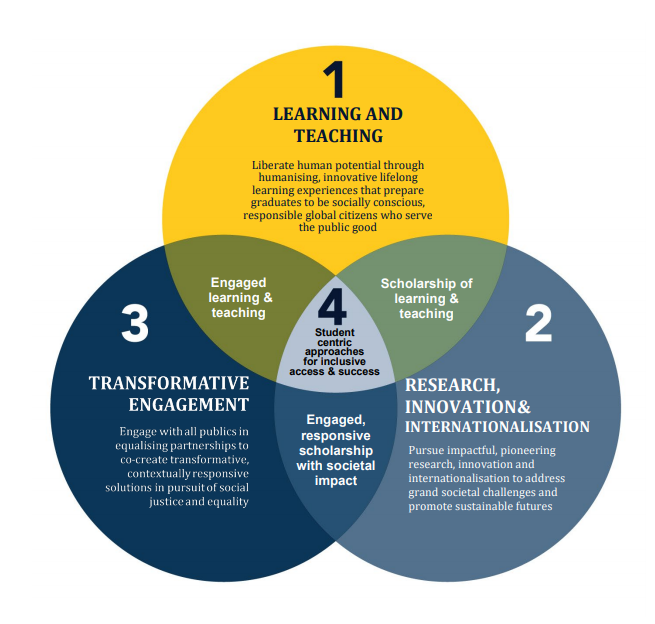 1
LEARNING AND
TEACHING
Liberate human potential through
humanising, innovative lifelong
learning experiences that prepare
graduates to be socially conscious,
responsible global citizens who serve
the public good
Engaged
learning &
teaching
Scholarship of
learning &
teaching
4
Student
centric
approaches
for inclusive
access & success
3
TRANSFORMATIVE
ENGAGEMENT
Engage with all publics in
equalising partnerships to
co-create transformative,
contextually responsive
solutions in pursuit of social
justice and equality
2
RESEARCH,
INNOVATION&
INTERNATIONALISATION
Pursue impactful, pioneering
research, innovation and
internationalisation to address
grand societal challenges and
promote sustainable futures
Engaged,
responsive
scholarship
with societal
impact